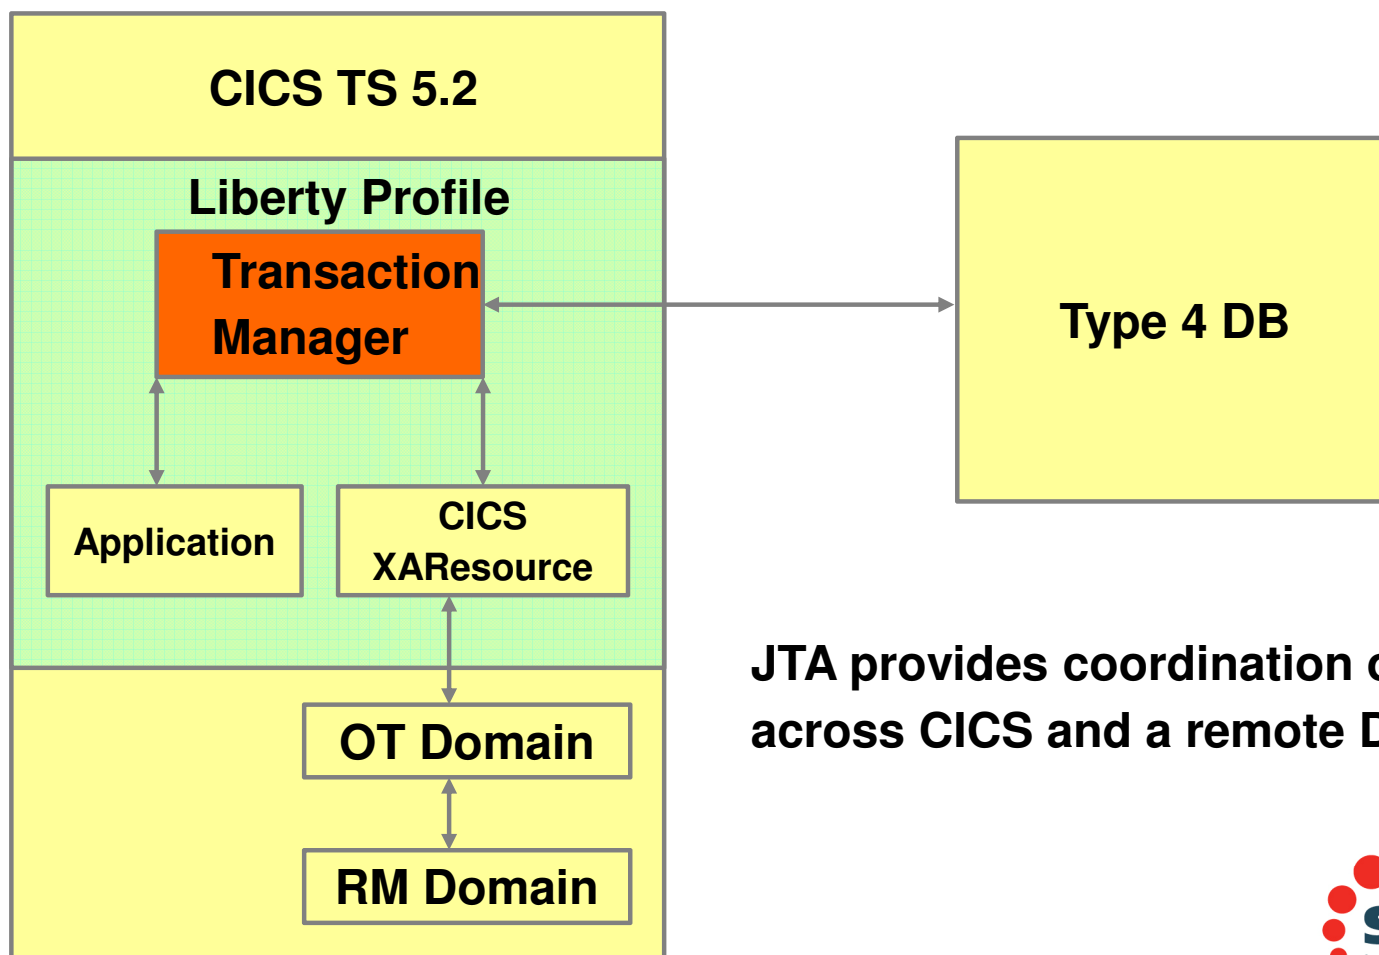 CICS TS 5.2
Liberty Profile
Transaction
Manager
Type 4 DB
Application
CICS
XAResource
JTA provides coordination
across CICS and a remote
OT Domain
RM Domain